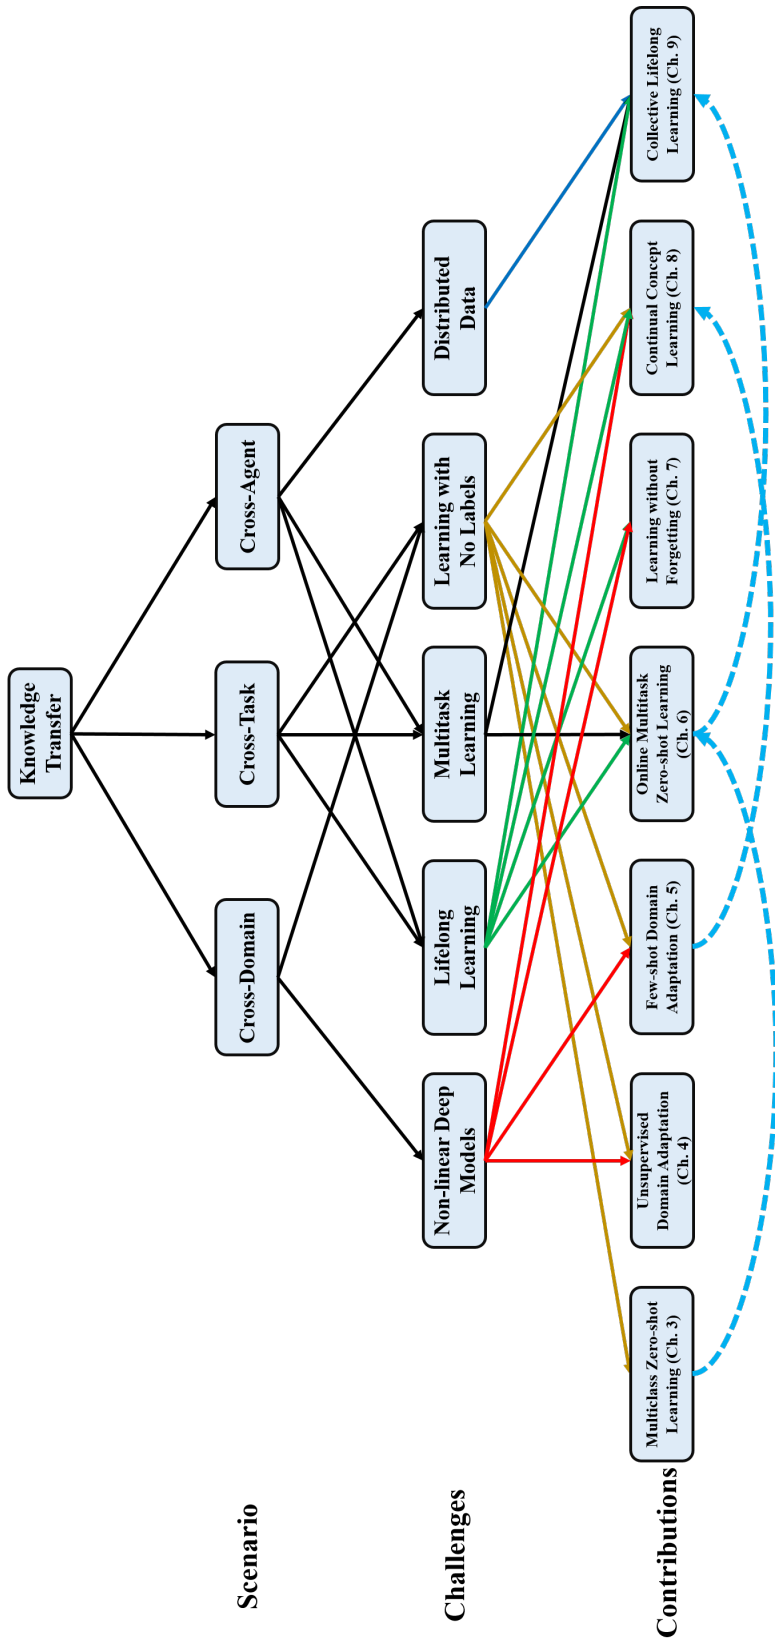 Knowledge
Transfer
Scenario
Cross-Domain
Cross-Task
Cross-Agent
Challenges
Non-linear Deep
Models
Lifelong
Learning
Multitask
Learning
Learning with
No Labels
Distributed
Data
Contributions
Multiclass Zero-shot
Learning (Ch. 3)
Unsupervised
Domain Adaptation
(Ch. 4)
Few-shot Domain
Adaptation (Ch. 5)
Online Multitask
Zero-shot Learning
(Ch. 6)
Learning without
Forgetting (Ch. 7)
Continual Concept
Learning (Ch. 8)
Collective Lifelong
Learning (Ch. 9)